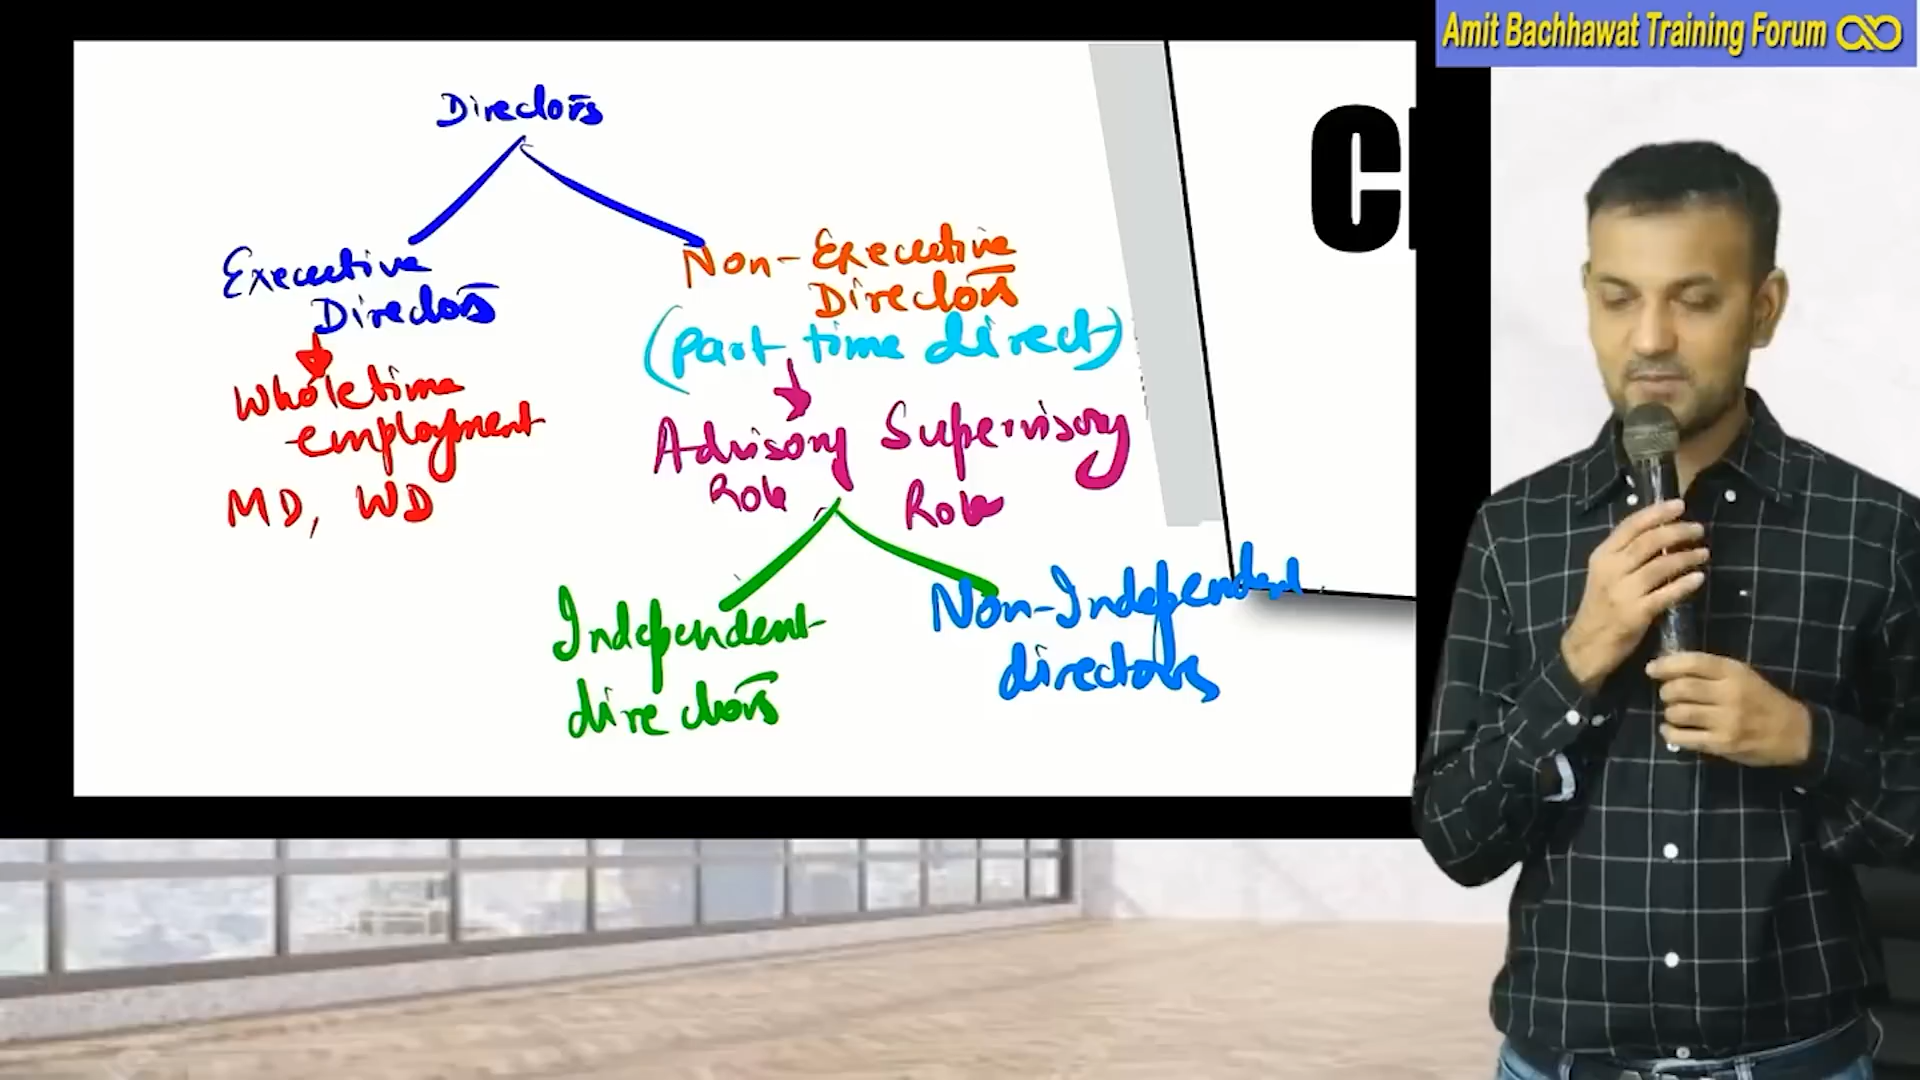 Amit Bachhawat Training Forum
Directors
Executive
Directors
Non-Executive
Directors
(part time direct)
Wholetime
employment
MD, WD
Advisory Supervisory
Role Role
Independent
directors
Non-Independent
directors